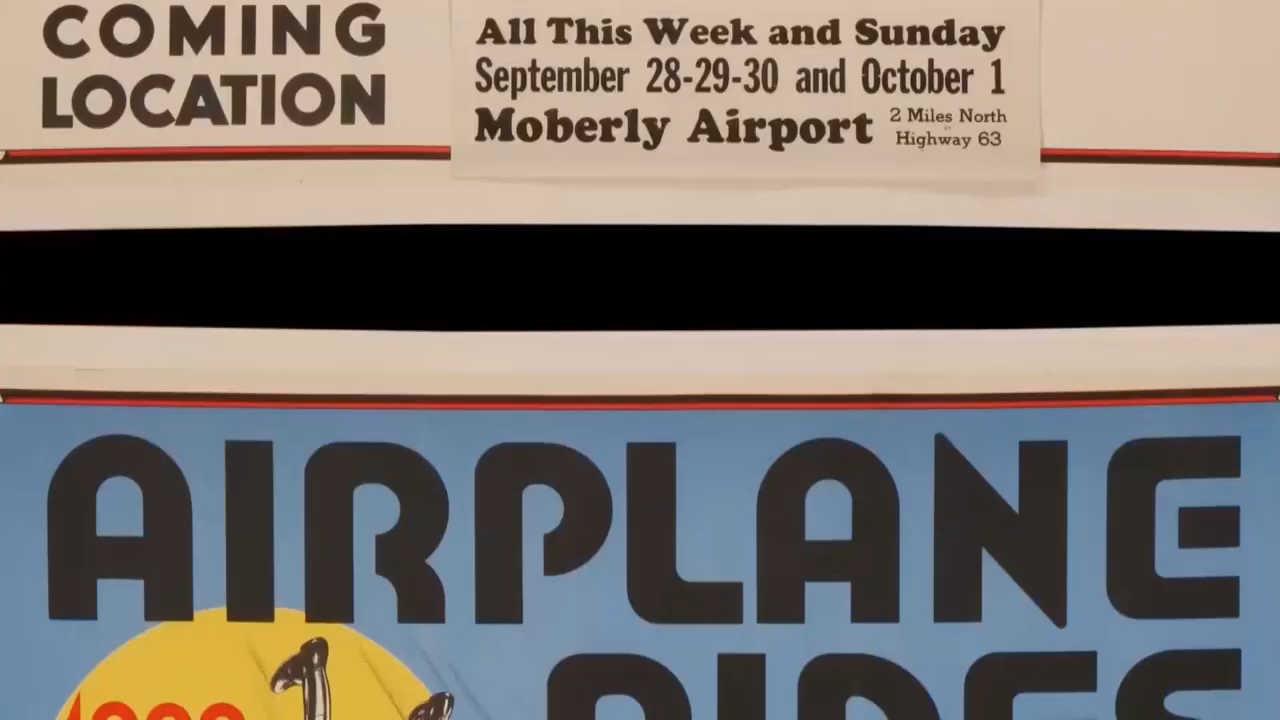 COMING
LOCATION
All This Week and Sunday
September 28-29-30 and October 1
Moberly Airport
2 Miles North
Highway 63
AIRPLANE
RIDES